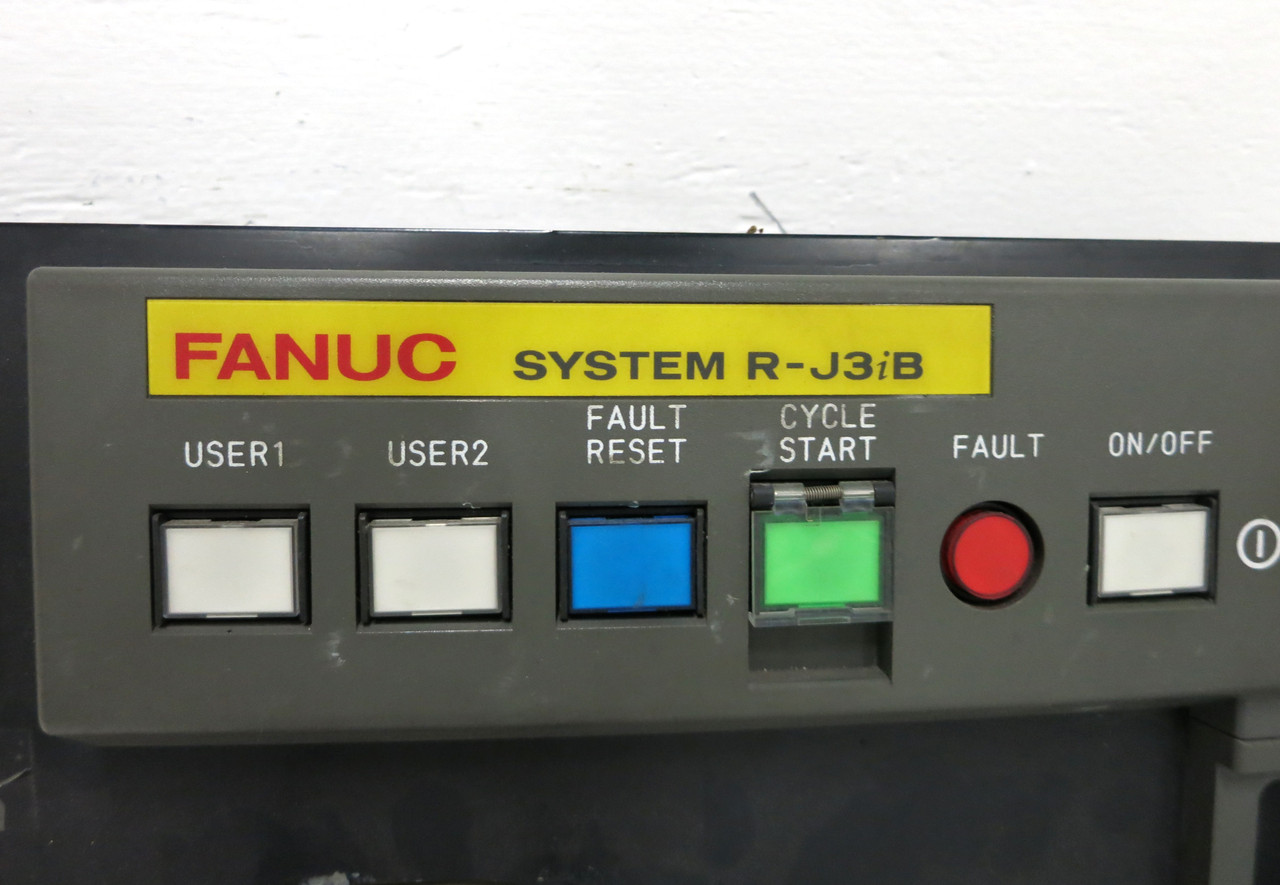 FANUC SYSTEM R-J3iB
USER1
USER2
FAULT
RESET
CYCLE
START
FAULT
ON/OFF